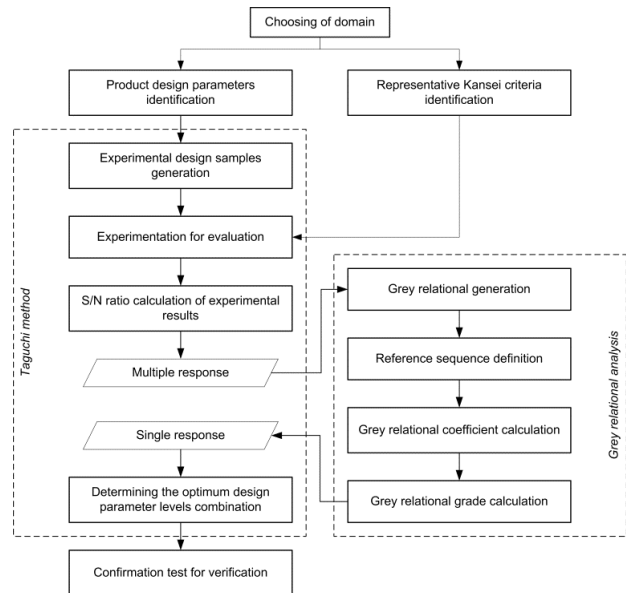 Choosing of domain
Product design parameters
identification
Representative Kansei criteria
identification
Experimental design samples
generation
Experimentation for evaluation
S/N ratio calculation of experimental
results
Multiple response
Single response
Determining the optimum design
parameter levels combination
Confirmation test for verification
Taguchi method
Grey relational generation
Reference sequence definition
Grey relational coefficient calculation
Grey relational grade calculation
Grey relational analysis